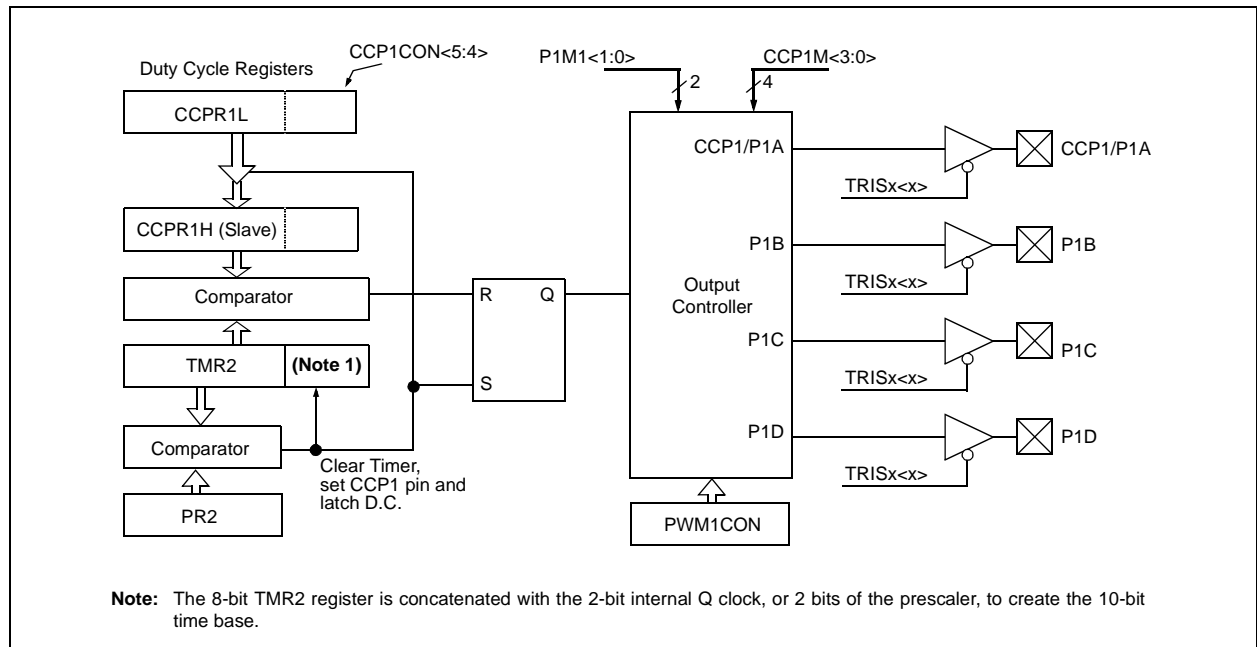 CCP1CON<5:4>
Duty Cycle Registers
CCPR1L
CCPR1H (Slave)
Comparator
TMR2
(Note 1)
Comparator
PR2
Clear Timer,
set CCP1 pin and
latch D.C.
R
Q
S
P1M1<1:0>
2
CCP1M<3:0>
4
Output
Controller
CCP1/P1A
P1B
P1C
P1D
PWM1CON
TRISx<x>
CCP1/P1A
TRISx<x>
P1B
TRISx<x>
P1C
TRISx<x>
P1D
Note: The 8-bit TMR2 register is concatenated with the 2-bit internal Q clock, or 2 bits of the prescaler, to create the 10-bit
time base.